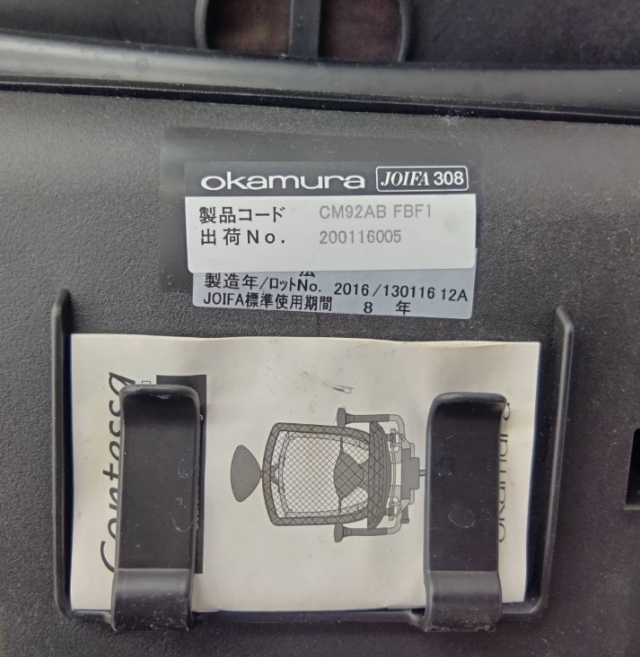 okamura JOIFA 308
製品コード CM92AB FBF1
出荷No. 200116005
製造年/ロットNo. 2016/130116 12A
JOIFA標準使用期間 8 年
Contessa
okamura